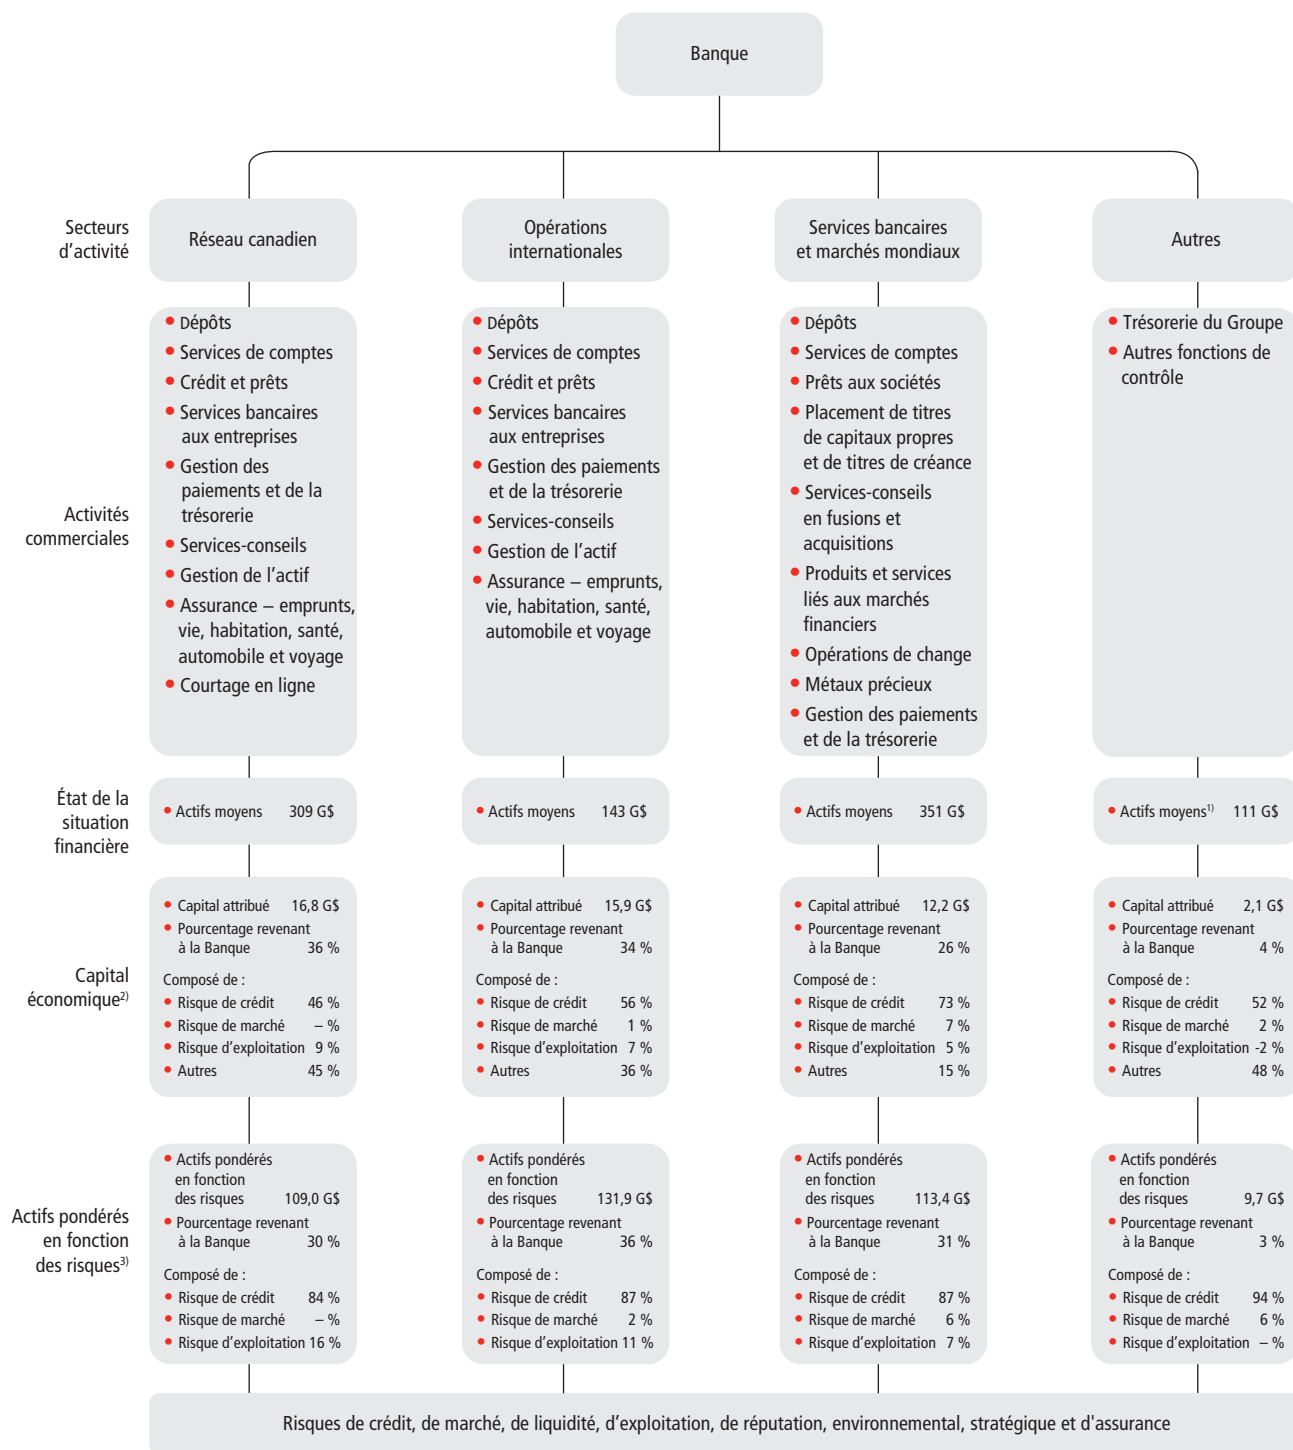 Banque
Secteurs
d'activité
Réseau canadien
Opérations
internationales
Services bancaires
et marchés mondiaux
Autres
Activités
commerciales
• Dépôts
• Services de comptes
• Crédit et prêts
• Services bancaires
aux entreprises
• Gestion des
paiements et de la
trésorerie
• Services-conseils
• Gestion de l'actif
• Assurance – emprunts,
vie, habitation, santé,
automobile et voyage
• Courtage en ligne
• Dépôts
• Services de comptes
• Crédit et prêts
• Services bancaires
aux entreprises
• Gestion des paiements
et de la trésorerie
• Services-conseils
• Gestion de l'actif
• Assurance – emprunts,
vie, habitation, santé,
automobile et voyage
• Dépôts
• Services de comptes
• Prêts aux sociétés
• Placement de titres
de capitaux propres
et de titres de créance
• Services-conseils
en fusions et
acquisitions
• Produits et services
liés aux marchés
financiers
• Opérations de change
• Métaux précieux
• Gestion des paiements
et de la trésorerie
• Trésorerie du Groupe
• Autres fonctions de
contrôle
État de la
situation
financière
• Actifs moyens 309 G$
• Actifs moyens 143 G$
• Actifs moyens 351 G$
• Actifs moyens1) 111 G$
Capital
économique2)
• Capital attribué 16,8 G$
• Pourcentage revenant
à la Banque 36 %
Composé de :
• Risque de crédit 46 %
• Risque de marché – %
• Risque d'exploitation 9 %
• Autres 45 %
• Capital attribué 15,9 G$
• Pourcentage revenant
à la Banque 34 %
Composé de :
• Risque de crédit 56 %
• Risque de marché 1 %
• Risque d'exploitation 7 %
• Autres 36 %
• Capital attribué 12,2 G$
• Pourcentage revenant
à la Banque 26 %
Composé de :
• Risque de crédit 73 %
• Risque de marché 7 %
• Risque d'exploitation 5 %
• Autres 15 %
• Capital attribué 2,1 G$
• Pourcentage revenant
à la Banque 4 %
Composé de :
• Risque de crédit 52 %
• Risque de marché 2 %
• Risque d'exploitation -2 %
• Autres 48 %
Actifs pondérés
en fonction
des risques3)
• Actifs pondérés
en fonction
des risques 109,0 G$
• Pourcentage revenant
à la Banque 30 %
Composé de :
• Risque de crédit 84 %
• Risque de marché – %
• Risque d'exploitation 16 %
• Actifs pondérés
en fonction
des risques 131,9 G$
• Pourcentage revenant
à la Banque 36 %
Composé de :
• Risque de crédit 87 %
• Risque de marché 2 %
• Risque d'exploitation 11 %
• Actifs pondérés
en fonction
des risques 113,4 G$
• Pourcentage revenant
à la Banque 31 %
Composé de :
• Risque de crédit 87 %
• Risque de marché 6 %
• Risque d'exploitation 7 %
• Actifs pondérés
en fonction
des risques 9,7 G$
• Pourcentage revenant
à la Banque 3 %
Composé de :
• Risque de crédit 94 %
• Risque de marché 6 %
• Risque d'exploitation – %
Risques de crédit, de marché, de liquidité, d'exploitation, de réputation, environnemental, stratégique et d'assurance